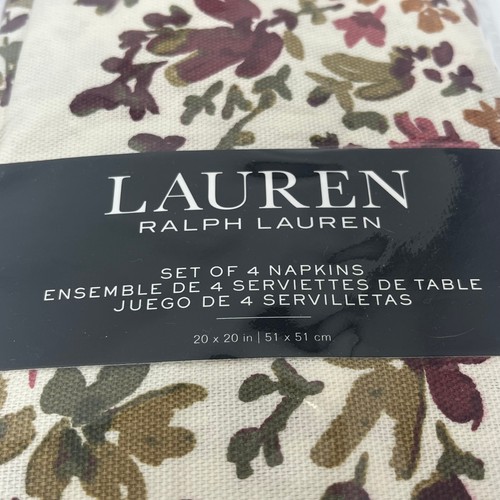 LAUREN
RALPH LAUREN
SET OF 4 NAPKINS
ENSEMBLE DE 4 SERVIETTES DE TABLE
JUEGO DE 4 SERVILLETAS
20 x 20 in | 51 x 51 cm